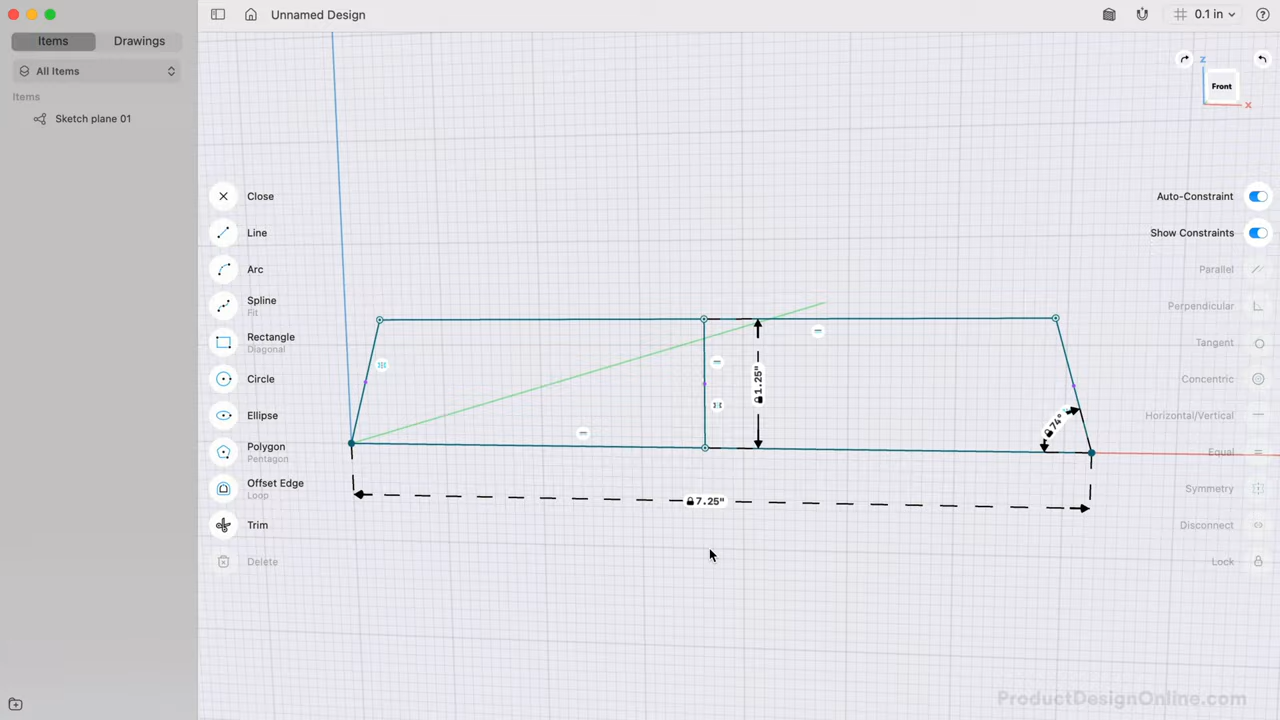 Unnamed Design
0.1 in
Items
Drawings
All Items
Items
Sketch plane 01
Z
Front
X
Close
Line
Arc
Spline
Fit
Rectangle
Diagonal
Circle
Ellipse
Polygon
Pentagon
Offset Edge
Loop
Trim
Delete
1.25"
74°
7.25"
Auto-Constraint
Show Constraints
Parallel
Perpendicular
Tangent
Concentric
Horizontal/Vertical
Equal
Symmetry
Disconnect
Lock
ProductDesignOnline.com